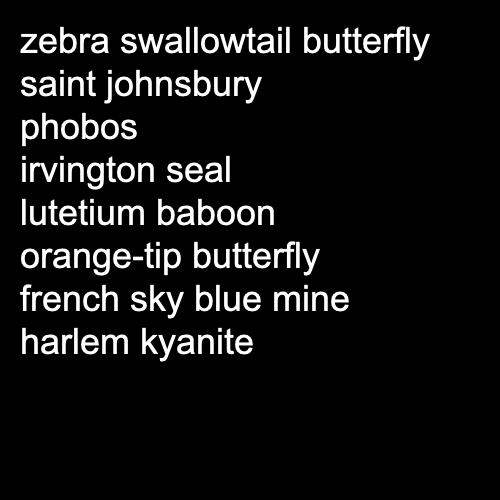 zebra swallowtail butterfly
saint johnsbury
phobos
irvington seal
lutetium baboon
orange-tip butterfly
french sky blue mine
harlem kyanite